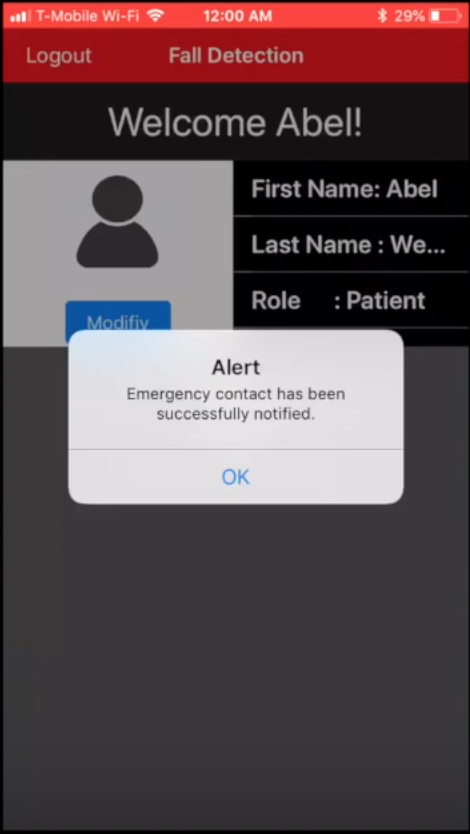 T-Mobile Wi-Fi 12:00 AM 29%
Logout Fall Detection
Welcome Abel!
First Name: Abel
Last Name : We...
Role : Patient
Modifiy
Alert
Emergency contact has been
successfully notified.
OK